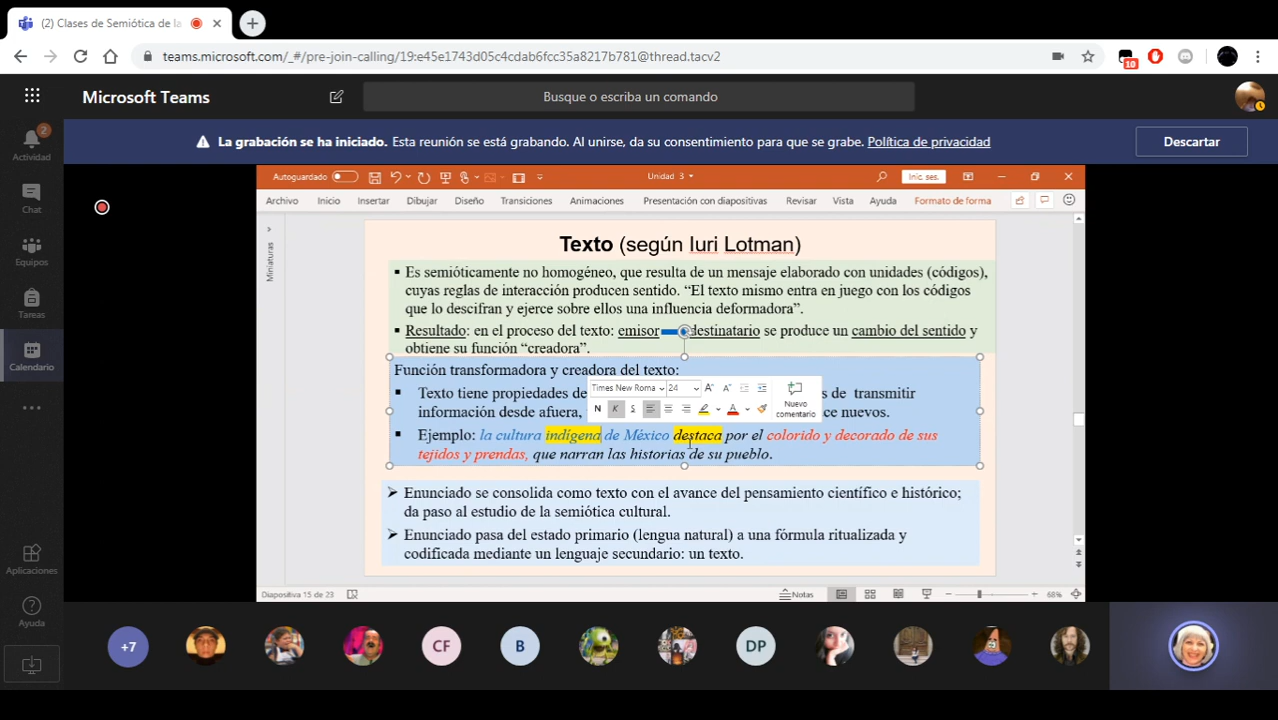 (2) Clases de Semiótica de la
teams.microsoft.com/_#/pre-join-calling/19:e45e1743d05c4cdab6fcc35a8217b781@thread.tacv2
10
Microsoft Teams
Busque o escriba un comando
La grabación se ha iniciado. Esta reunión se está grabando. Al unirse, da su consentimiento para que se grabe. Política de privacidad
Descartar
2
Actividad
Chat
Equipos
Tareas
Calendario
Aplicaciones
Ayuda
Autoguardado
Unidad 3
Inic. ses.
Archivo Inicio Insertar Dibujar Diseño Transiciones Animaciones Presentación con diapositivas Revisar Vista Ayuda Formato de forma
Miniaturas
Texto (según Iuri Lotman)
▪ Es semióticamente no homogéneo, que resulta de un mensaje elaborado con unidades (códigos),
cuyas reglas de interacción producen sentido. “El texto mismo entra en juego con los códigos
que lo descifran y ejerce sobre ellos una influencia deformadora”.
▪ Resultado: en el proceso del texto: emisor destinatario se produce un cambio del sentido y
obtiene su función “creadora”.
Función transformadora y creadora del texto:
▪ Texto tiene propiedades de s de transmitir
información desde afuera, ce nuevos.
Times New Roma 24
N K S
Nuevo
comentario
▪ Ejemplo: la cultura indígena de México destaca por el colorido y decorado de sus
tejidos y prendas, que narran las historias de su pueblo.
➢ Enunciado se consolida como texto con el avance del pensamiento científico e histórico;
da paso al estudio de la semiótica cultural.
➢ Enunciado pasa del estado primario (lengua natural) a una fórmula ritualizada y
codificada mediante un lenguaje secundario: un texto.
Diapositiva 15 de 23
Notas
68%
+7
CF
B
DP